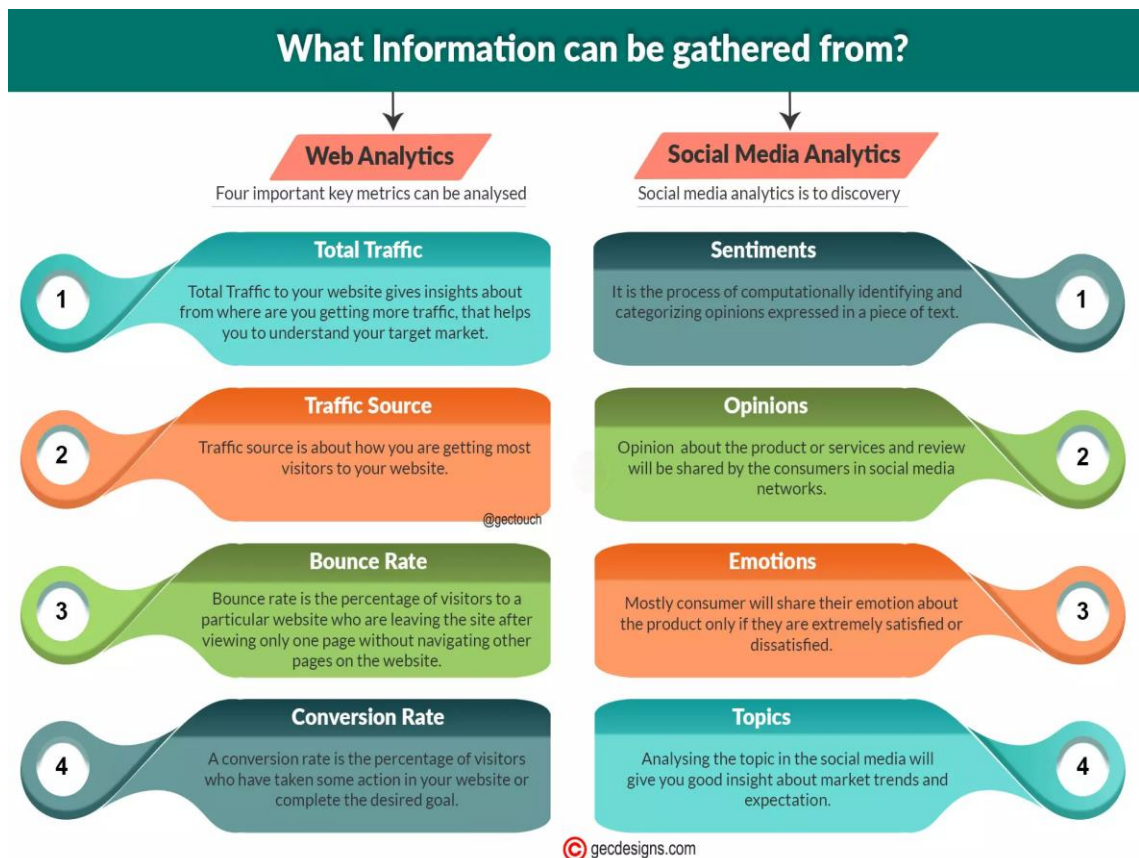 What Information can be gathered from?
Web Analytics
Four important key metrics can be analysed
1
Total Traffic
Total Traffic to your website gives insights about
from where are you getting more traffic, that helps
you to understand your target market.
2
Traffic Source
Traffic source is about how you are getting most
visitors to your website.
@gectouch
3
Bounce Rate
Bounce rate is the percentage of visitors to a
particular website who are leaving the site after
viewing only one page without navigating other
pages on the website.
4
Conversion Rate
A conversion rate is the percentage of visitors
who have taken some action in your website or
complete the desired goal.
Social Media Analytics
Social media analytics is to discovery
Sentiments
It is the process of computationally identifying and
categorizing opinions expressed in a piece of text.
1
Opinions
Opinion about the product or services and review
will be shared by the consumers in social media
networks.
2
Emotions
Mostly consumer will share their emotion about
the product only if they are extremely satisfied or
dissatisfied.
3
Topics
Analysing the topic in the social media will
give you good insight about market trends and
expectation.
4
© gecdesigns.com